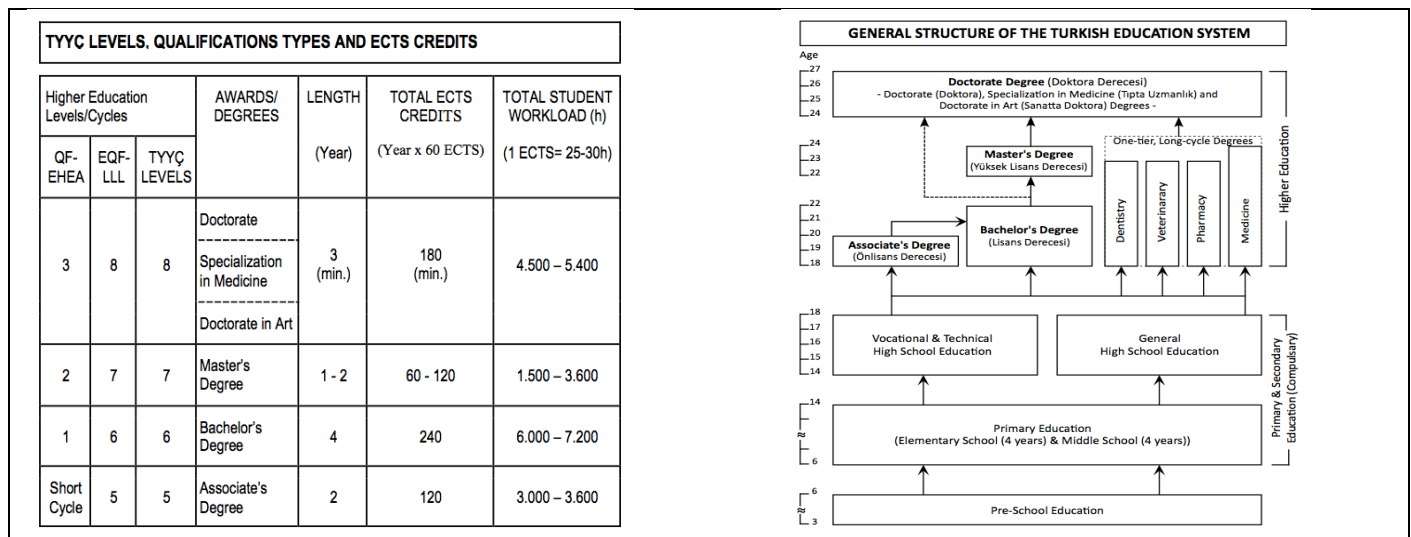 TYYÇ LEVELS, QUALIFICATIONS TYPES AND ECTS CREDITS
Higher Education
Levels/Cycles
AWARDS/
DEGREES
LENGTH
(Year)
TOTAL ECTS
CREDITS
(Year x 60 ECTS)
TOTAL STUDENT
WORKLOAD (h)
(1 ECTS= 25-30h)
QF-
EHEA
EQF-
LLL
TYYÇ
LEVELS
3
8
8
Doctorate
Specialization
in Medicine
Doctorate in Art
3
(min.)
180
(min.)
4.500 – 5.400
2
7
7
Master's
Degree
1 - 2
60 - 120
1.500 – 3.600
1
6
6
Bachelor's
Degree
4
240
6.000 – 7.200
Short
Cycle
5
5
Associate's
Degree
2
120
3.000 – 3.600
GENERAL STRUCTURE OF THE TURKISH EDUCATION SYSTEM
Age
27
26
25
24
Doctorate Degree (Doktora Derecesi)
- Doctorate (Doktora), Specialization in Medicine (Tıpta Uzmanlık) and
Doctorate in Art (Sanatta Doktora) Degrees -
24
23
22
Master's Degree
(Yüksek Lisans Derecesi)
One-tier, Long-cycle Degrees
22
21
20
19
18
Associate's Degree
(Önlisans Derecesi)
Bachelor's Degree
(Lisans Derecesi)
Dentistry
Veterinarary
Pharmacy
Medicine
Higher Education
18
17
16
15
14
Vocational & Technical
High School Education
General
High School Education
14
6
Primary Education
(Elementary School (4 years) & Middle School (4 years))
Primary & Secondary
Education (Compulsary)
6
3
Pre-School Education